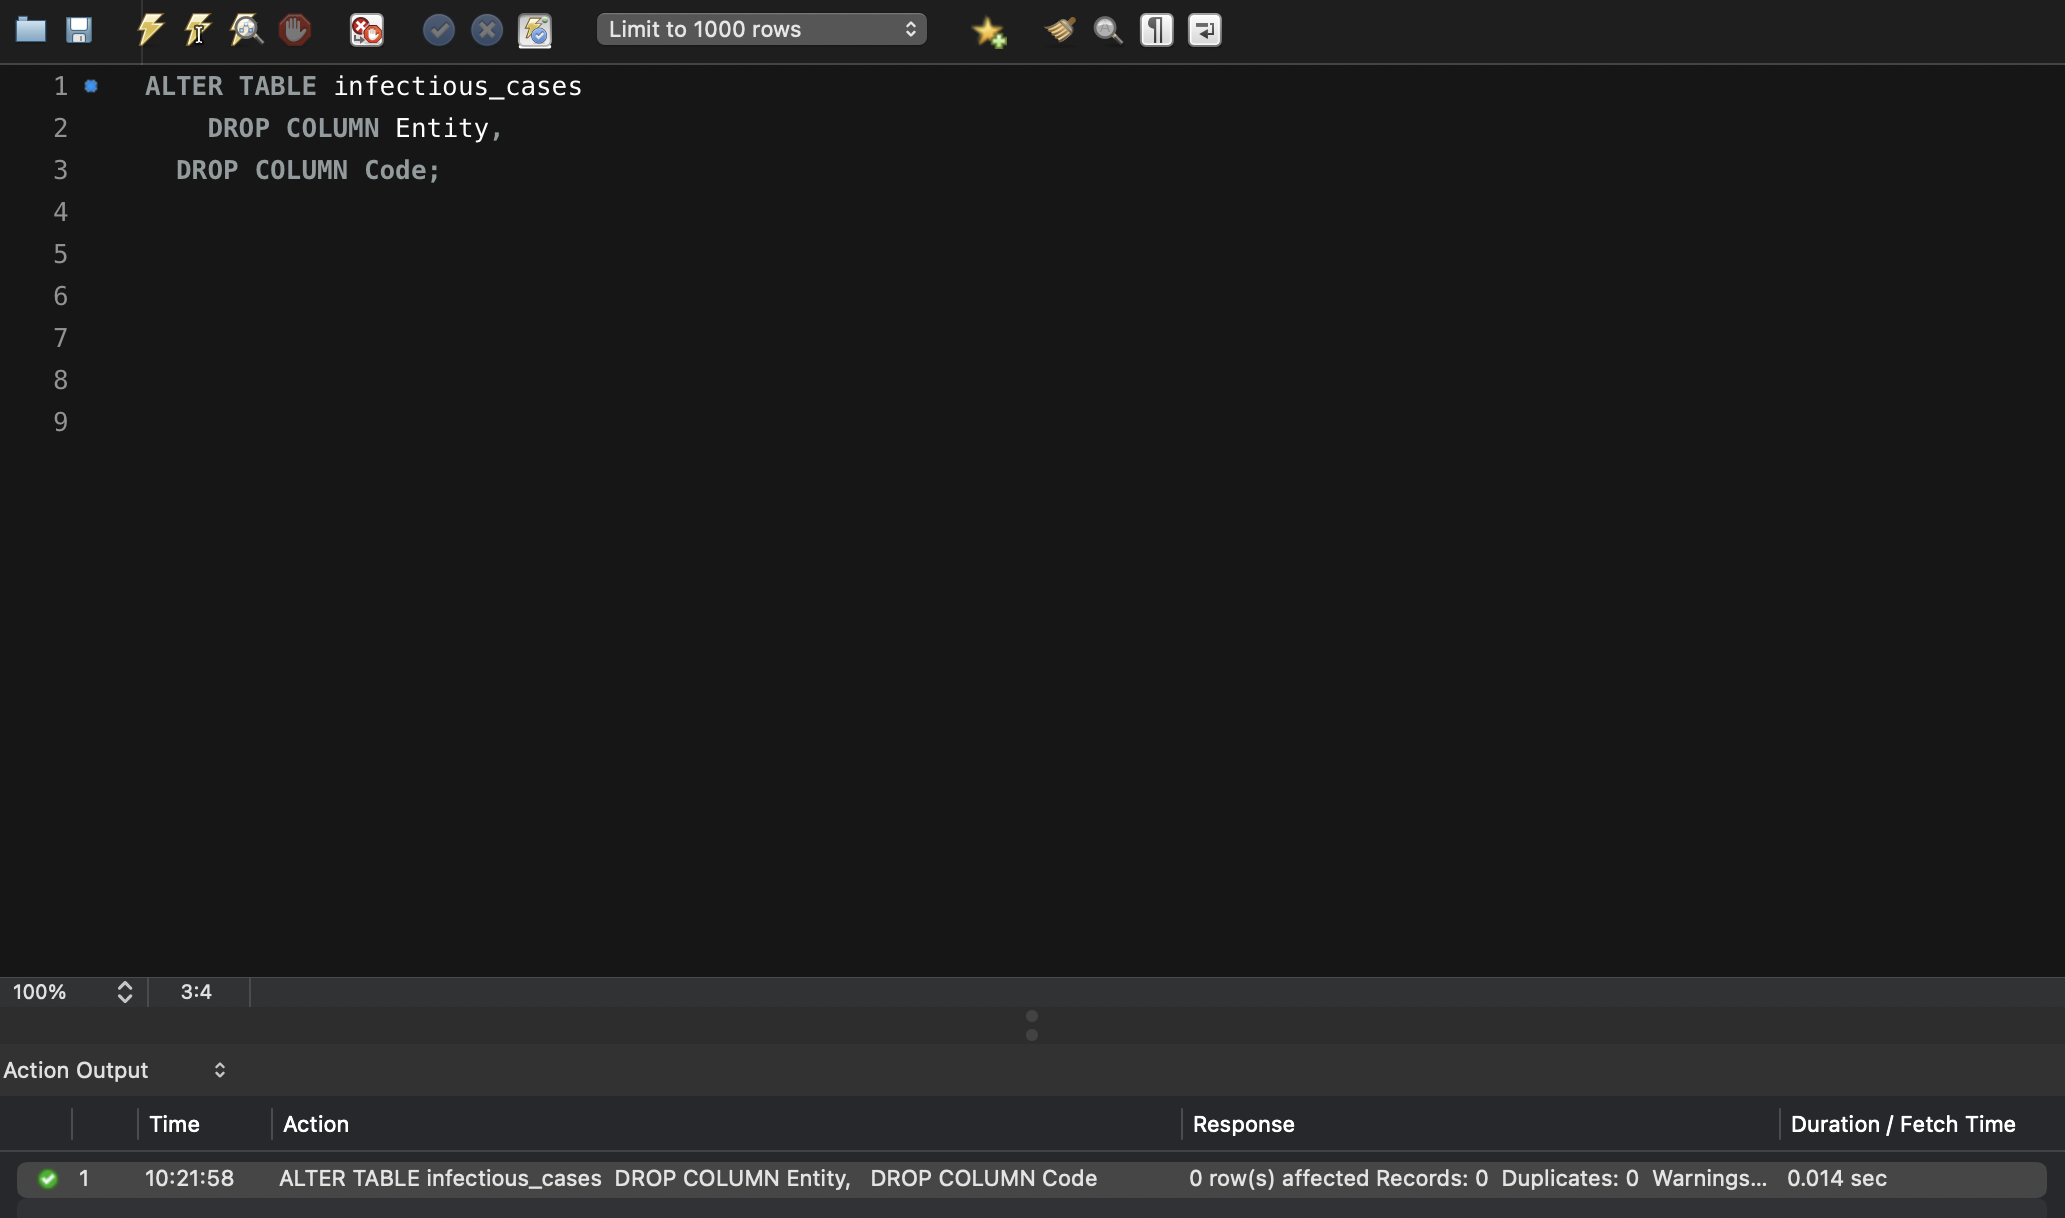 Limit to 1000 rows
1 ALTER TABLE infectious_cases
2 DROP COLUMN Entity,
3 DROP COLUMN Code;
4
5
6
7
8
9
100% 3:4
Action Output
Time Action Response Duration / Fetch Time
1 10:21:58 ALTER TABLE infectious_cases DROP COLUMN Entity, DROP COLUMN Code 0 row(s) affected Records: 0 Duplicates: 0 Warnings... 0.014 sec